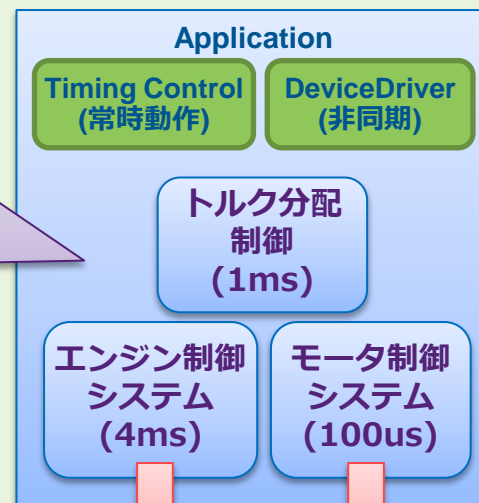 Application
Timing Control
(常時動作)
DeviceDriver
(非同期)
トルク分配
制御
(1ms)
エンジン制御
システム
(4ms)
モータ制御
システム
(100us)